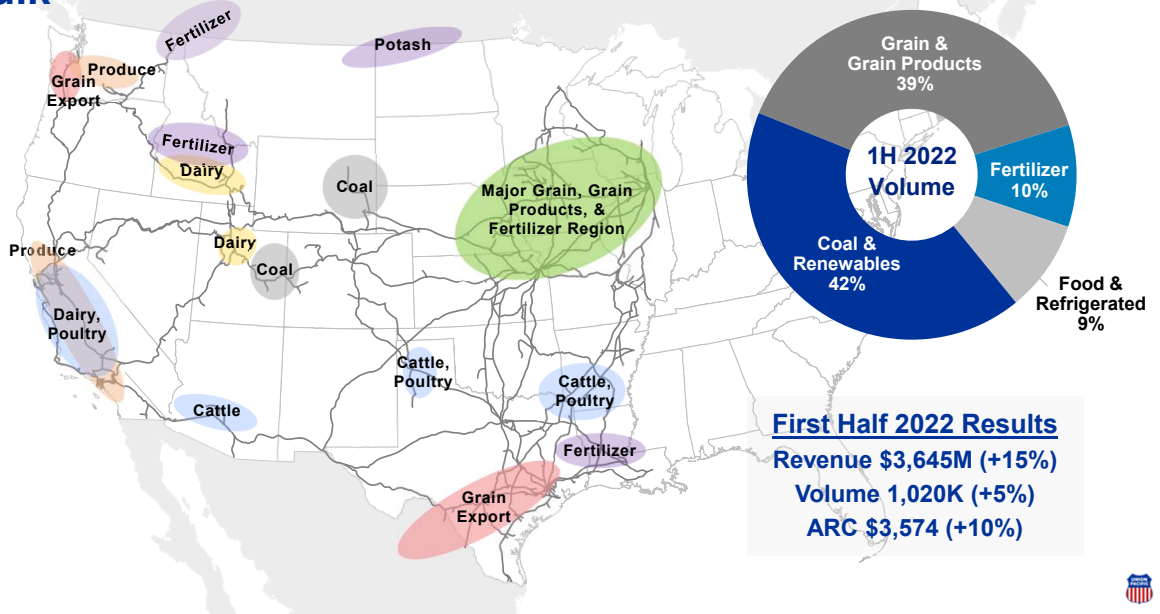 Fertilizer
Potash
Produce
Grain
Export
Fertilizer
Dairy
Coal
Major Grain, Grain
Products, &
Fertilizer Region
Dairy
Coal
Produce
Dairy,
Poultry
Cattle,
Poultry
Cattle,
Poultry
Cattle
Fertilizer
Grain
Export
Grain &
Grain Products
39%
1H 2022
Volume
Fertilizer
10%
Coal &
Renewables
42%
Food &
Refrigerated
9%
First Half 2022 Results
Revenue $3,645M (+15%)
Volume 1,020K (+5%)
ARC $3,574 (+10%)
UNION
PACIFIC